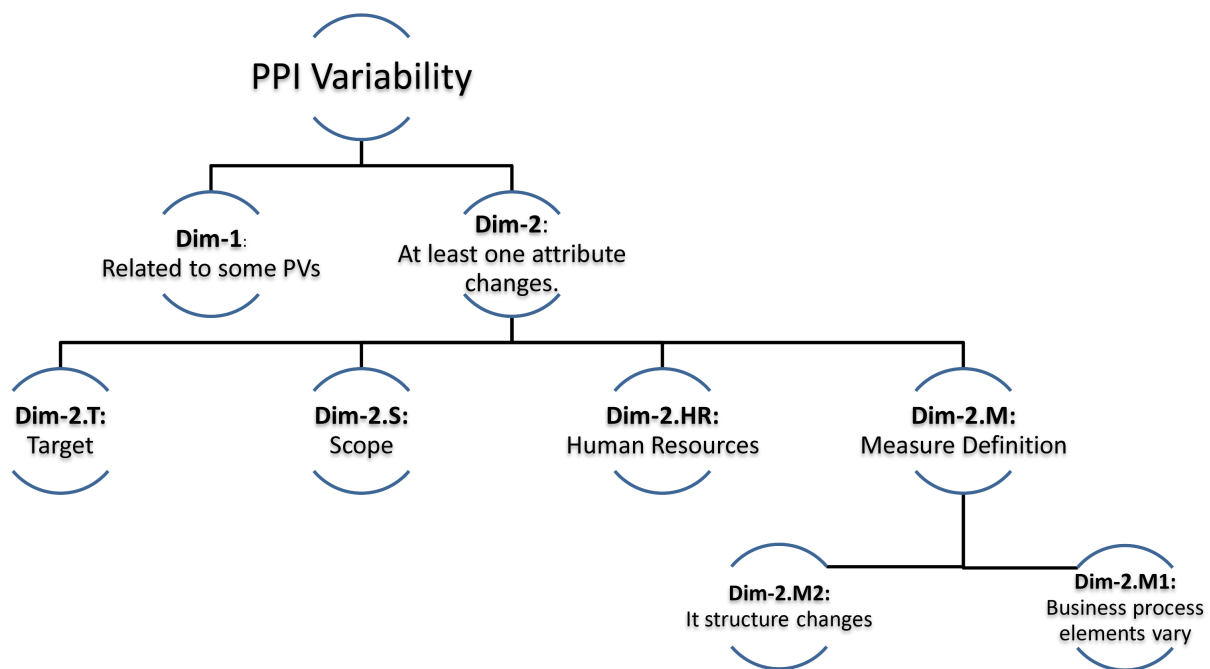 PPI Variability
Dim-1:
Related to some PVs
Dim-2:
At least one attribute
changes.
Dim-2.T:
Target
Dim-2.S:
Scope
Dim-2.HR:
Human Resources
Dim-2.M:
Measure Definition
Dim-2.M2:
It structure changes
Dim-2.M1:
Business process
elements vary